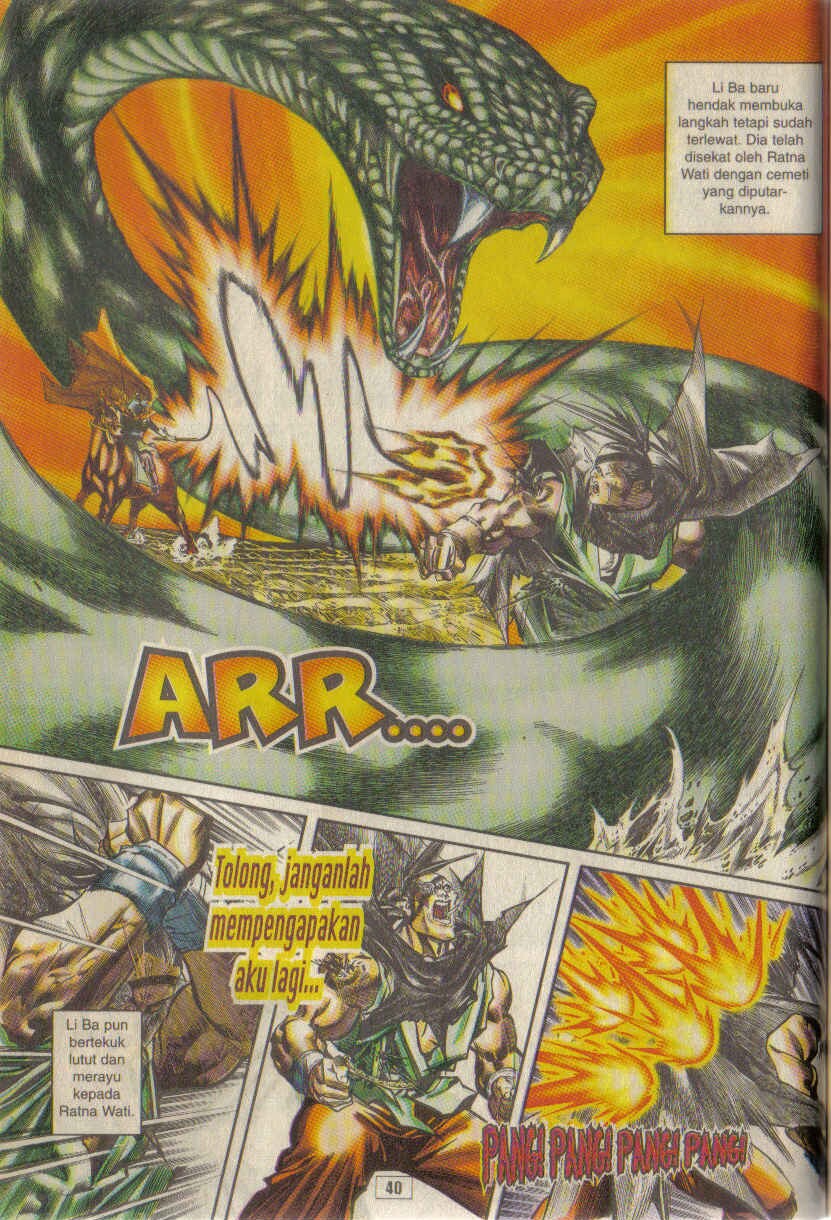 Li Ba baru
hendak membuka
langkah tetapi sudah
terlewat. Dia telah
disekat oleh Ratna
Wati dengan cemeti
yang diputar-
kannya.
ARR....
Tolong, janganlah
mempengapakan
aku lagi...
Li Ba pun
bertekuk
lutut dan
merayu
kepada
Ratna Wati.
PANG! PANG! PANG! PANG!
40